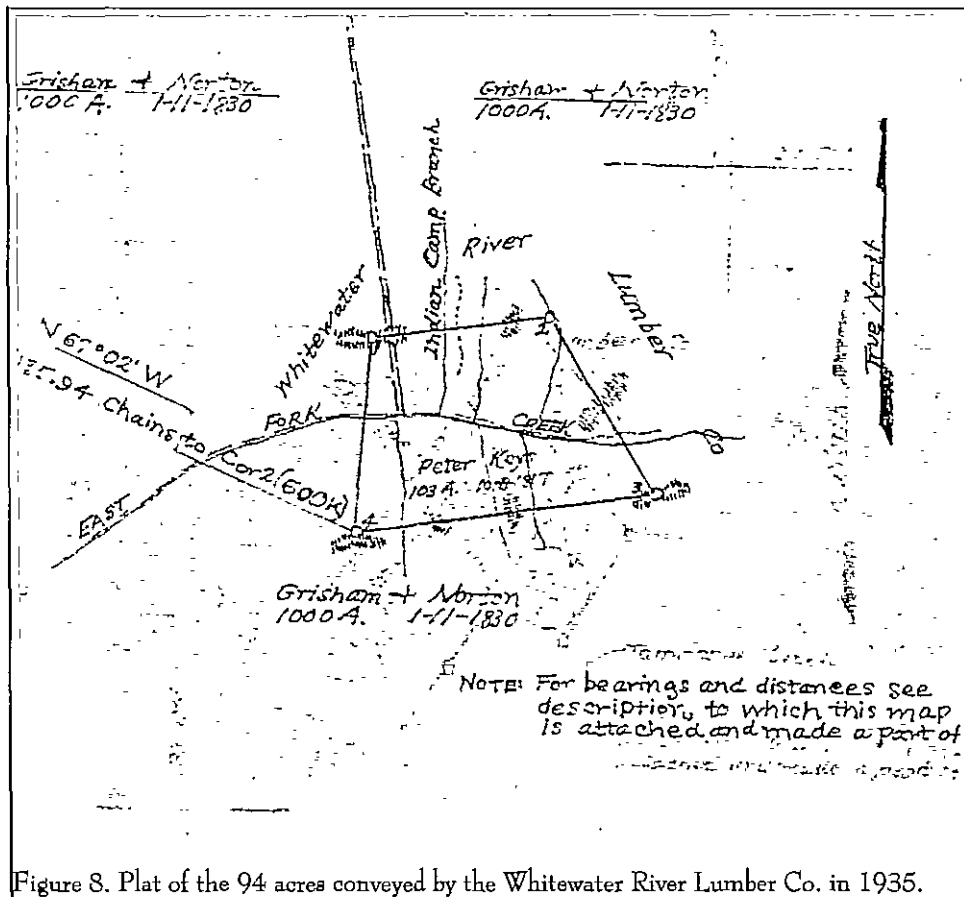 Grisham + Norton
1000 A. 1-11-1830
Grisham + Norton
1000 A. 1-11-1830
Indian Camp Branch
River
Whitewater
Lumber
True North
N 67°02' W
.94 Chains to Cor 2 (600K)
EAST FORK CREEK
1
2
3
4
Peter
103 A.
Grisham + Norton
1000 A. 1-11-1830
NOTE: For bearings and distances see
description, to which this map
is attached and made a part of
Figure 8. Plat of the 94 acres conveyed by the Whitewater River Lumber Co. in 1935.